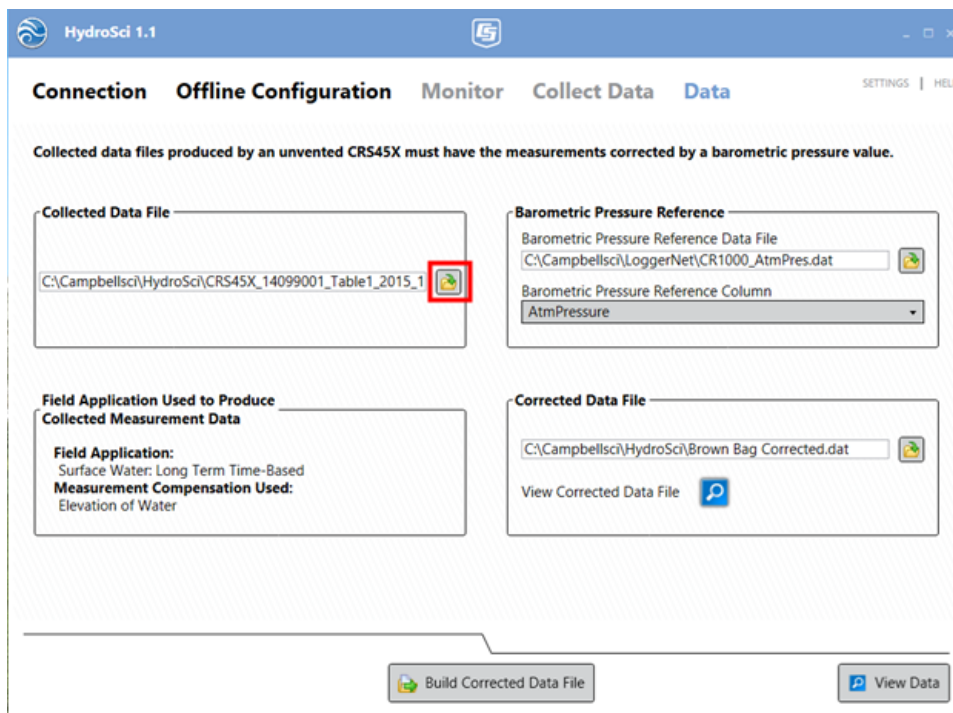 HydroSci 1.1
Connection Offline Configuration Monitor Collect Data Data SETTINGS | HEL
Collected data files produced by an unvented CRS45X must have the measurements corrected by a barometric pressure value.
Collected Data File
C:\Campbellsci\HydroSci\CRS45X_14099001_Table1_2015_1
Barometric Pressure Reference
Barometric Pressure Reference Data File
C:\Campbellsci\LoggerNet\CR1000_AtmPres.dat
Barometric Pressure Reference Column
AtmPressure
Field Application Used to Produce
Collected Measurement Data
Field Application:
Surface Water: Long Term Time-Based
Measurement Compensation Used:
Elevation of Water
Corrected Data File
C:\Campbellsci\HydroSci\Brown Bag Corrected.dat
View Corrected Data File
Build Corrected Data File
View Data